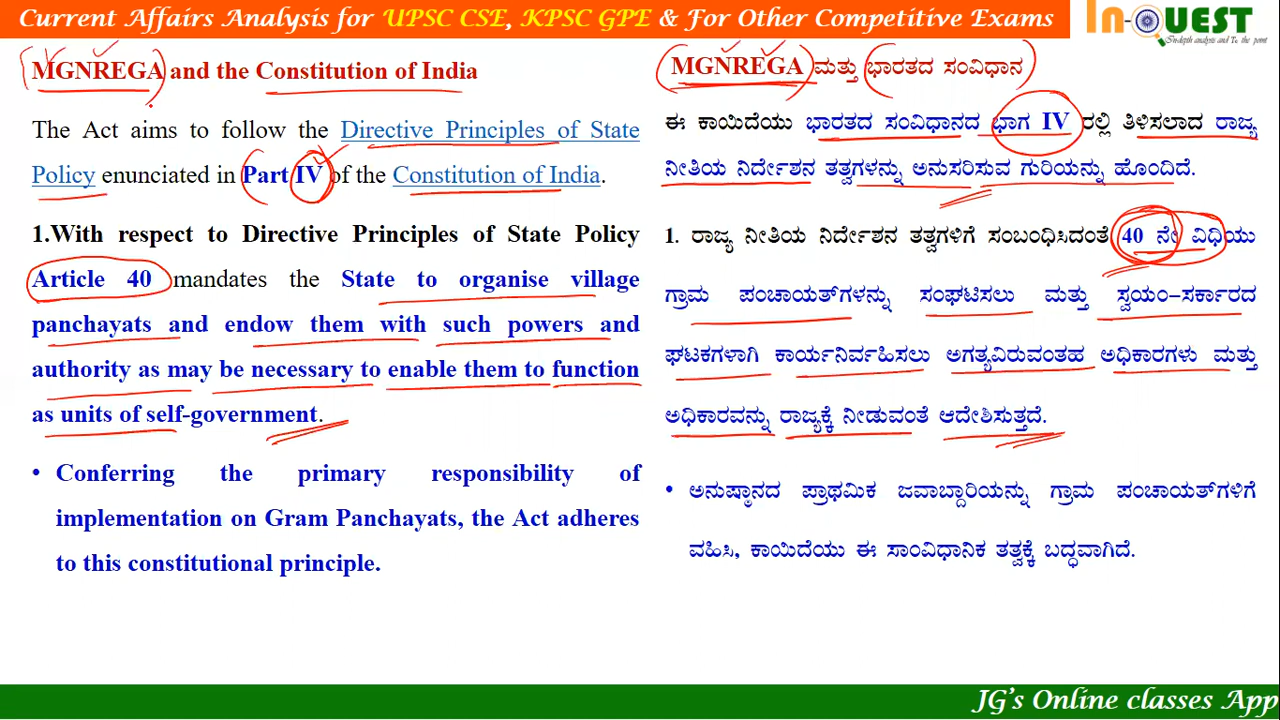 Current Affairs Analysis for UPSC CSE, KPSC GPE & For Other Competitive Exams
In-QUEST
In-depth analysis and To the point
MGNREGA and the Constitution of India
The Act aims to follow the Directive Principles of State
Policy enunciated in Part IV of the Constitution of India.
1.With respect to Directive Principles of State Policy
Article 40 mandates the State to organise village
panchayats and endow them with such powers and
authority as may be necessary to enable them to function
as units of self-government.
• Conferring the primary responsibility of
implementation on Gram Panchayats, the Act adheres
to this constitutional principle.
MGNREGA ಮತ್ತು ಭಾರತದ ಸಂವಿಧಾನ
ಈ ಕಾಯಿದೆಯು ಭಾರತದ ಸಂವಿಧಾನದ ಭಾಗ IV ರಲ್ಲಿ ತಿಳಿಸಲಾದ ರಾಜ್ಯ
ನೀತಿಯ ನಿರ್ದೇಶನ ತತ್ವಗಳನ್ನು ಅನುಸರಿಸುವ ಗುರಿಯನ್ನು ಹೊಂದಿದೆ.
1. ರಾಜ್ಯ ನೀತಿಯ ನಿರ್ದೇಶನ ತತ್ವಗಳಿಗೆ ಸಂಬಂಧಿಸಿದಂತೆ 40 ನೇ ವಿಧಿಯು
ಗ್ರಾಮ ಪಂಚಾಯತ್‌ಗಳನ್ನು ಸಂಘಟಿಸಲು ಮತ್ತು ಸ್ವಯಂ-ಸರ್ಕಾರದ
ಘಟಕಗಳಾಗಿ ಕಾರ್ಯನಿರ್ವಹಿಸಲು ಅಗತ್ಯವಿರುವಂತಹ ಅಧಿಕಾರಗಳು ಮತ್ತು
ಅಧಿಕಾರವನ್ನು ರಾಜ್ಯಕ್ಕೆ ನೀಡುವಂತೆ ಆದೇಶಿಸುತ್ತದೆ.
• ಅನುಷ್ಠಾನದ ಪ್ರಾಥಮಿಕ ಜವಾಬ್ದಾರಿಯನ್ನು ಗ್ರಾಮ ಪಂಚಾಯತ್‌ಗಳಿಗೆ
ವಹಿಸಿ, ಕಾಯಿದೆಯು ಈ ಸಾಂವಿಧಾನಿಕ ತತ್ವಕ್ಕೆ ಬದ್ಧವಾಗಿದೆ.
JG's Online classes App